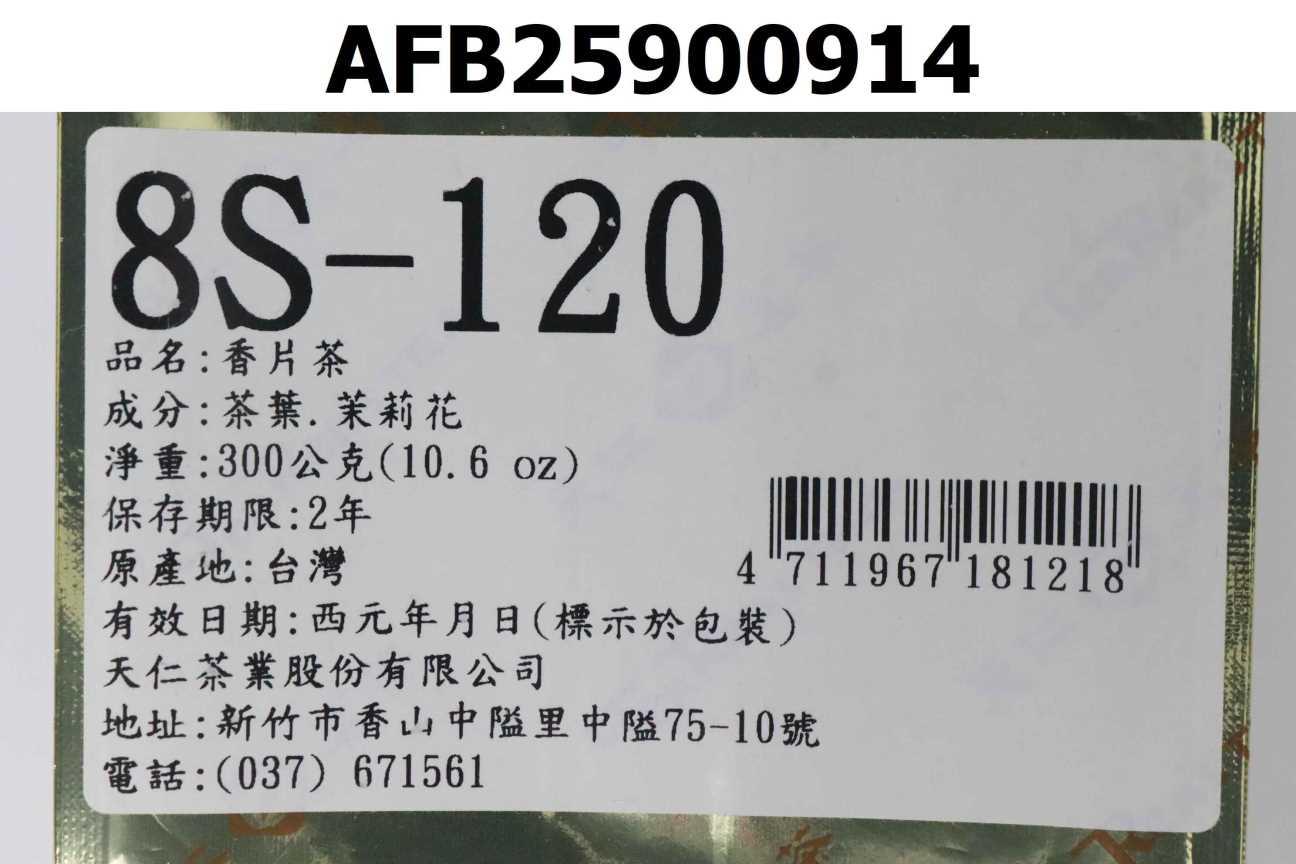 AFB25900914
8S-120
品名:香片茶
成分:茶葉.茉莉花
淨重:300公克(10.6 oz)
保存期限:2年
原產地:台灣
4 711967 181218
有效日期:西元年月日(標示於包裝)
天仁茶業股份有限公司
地址:新竹市香山中隘里中隘75-10號
電話:(037) 671561